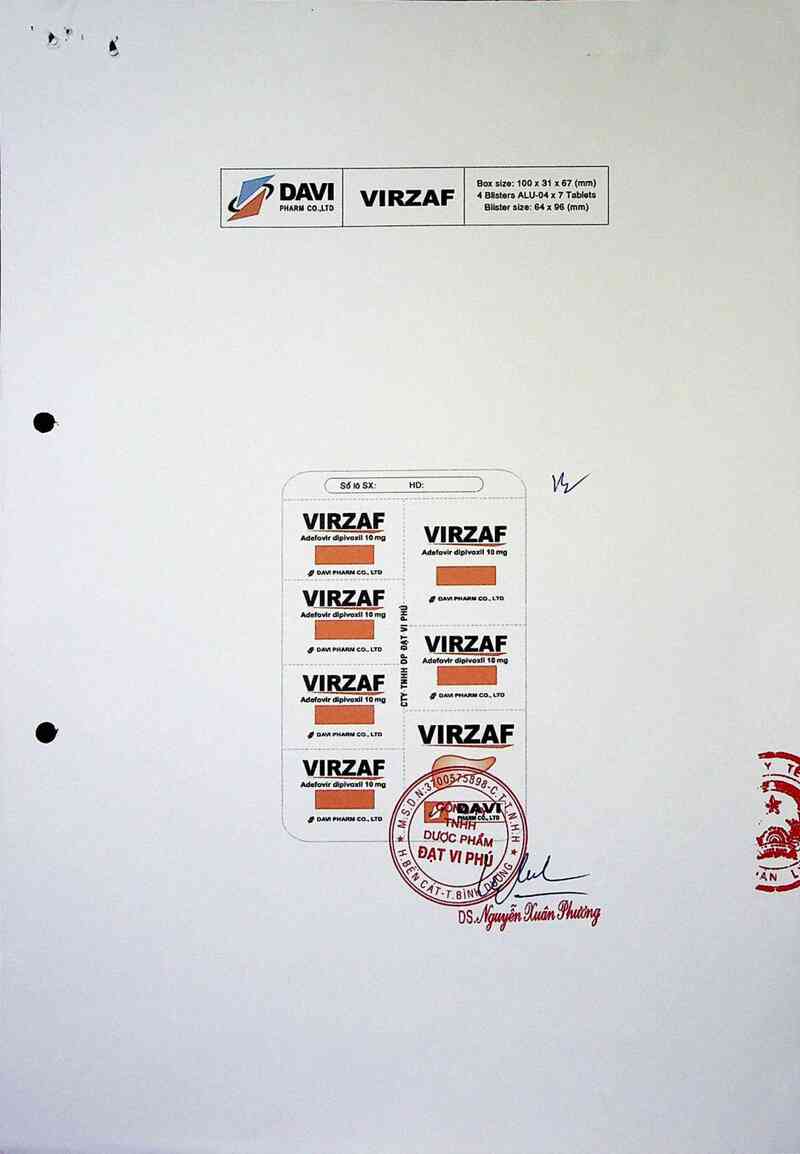 DAVI
PHARM CO.,LTD
VIRZAF
Box size: 100 x 31 x 67 (mm)
4 Blisters ALU-04 x 7 Tablets
Blister size: 64 x 96 (mm)
Số lô SX: HD:
VIRZAF
Adefovir dipivoxil 10 mg
DAVI PHARM CO., LTD
VIRZAF
Adefovir dipivoxil 10 mg
DAVI PHARM CO., LTD
VIRZAF
Adefovir dipivoxil 10 mg
DAVI PHARM CO., LTD
VIRZAF
Adefovir dipivoxil 10 mg
DAVI PHARM CO., LTD
CTY TNHH DP ĐẠT VI PHÚ
VIRZAF
Adefovir dipivoxil 10 mg
DAVI PHARM CO., LTD
VIRZAF
Adefovir dipivoxil 10 mg
DAVI PHARM CO., LTD
VIRZAF
DAVI
PHARM CO., LTD
M.S.D.N:3700575898-C.T.T.N.H.H
CÔNG TY
TNHH
DƯỢC PHẨM
ĐẠT VI PHÚ
H.BẾN CÁT-T.BÌNH DƯƠNG
DS. Nguyễn Xuân Phương
Y TẾ